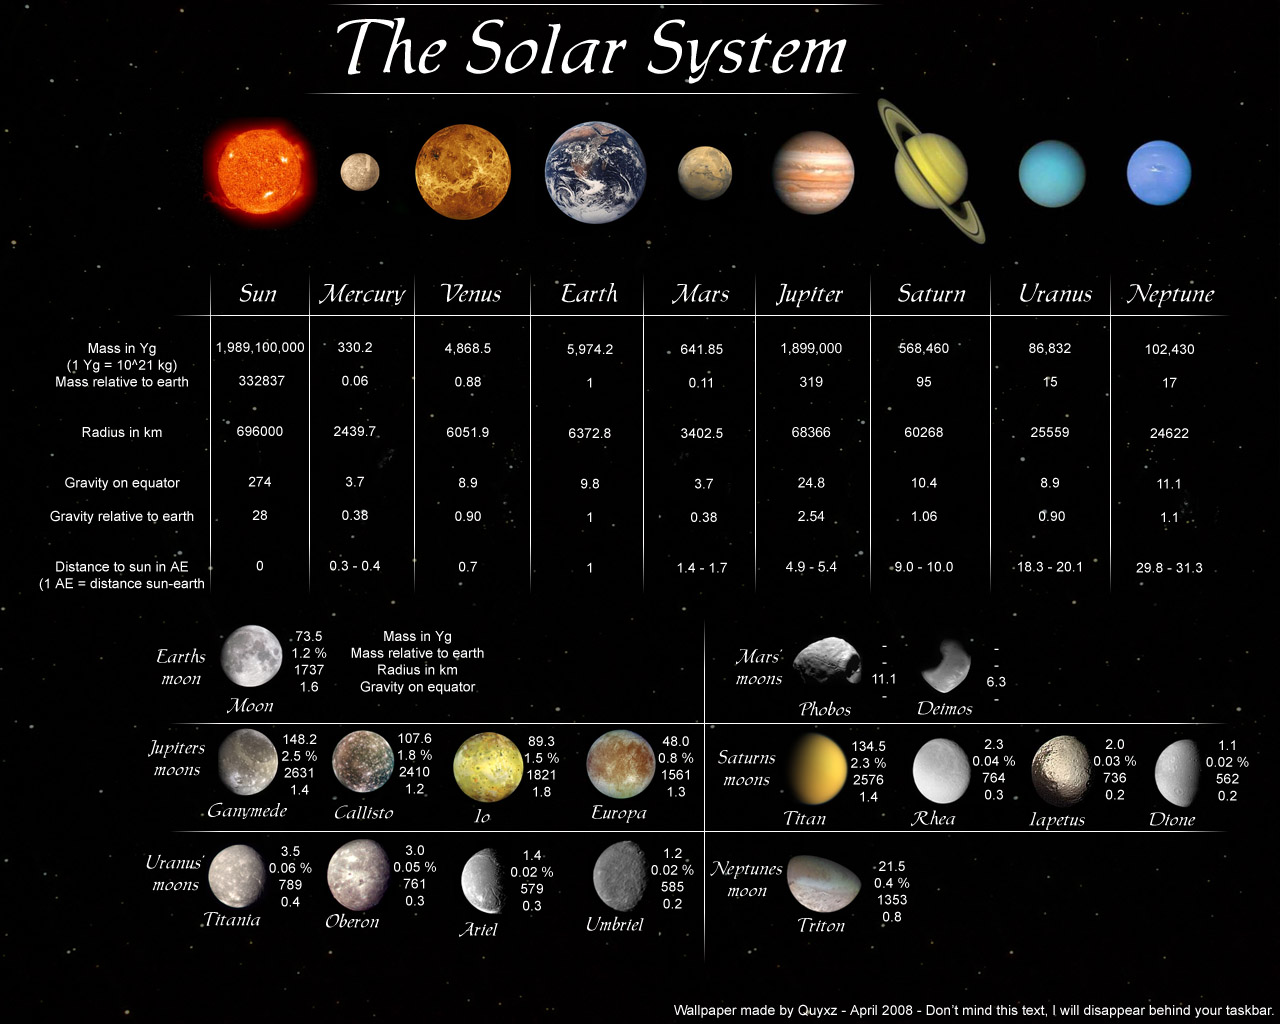 The Solar System
Sun Mercury Venus Earth Mars Jupiter Saturn Uranus Neptune
Mass in Yg 1,989,100,000 330.2 4,868.5 5,974.2 641.85 1,899,000 568,460 86,832 102,430
(1 Yg = 10^21 kg)
Mass relative to earth 332837 0.06 0.88 1 0.11 319 95 15 17
Radius in km 696000 2439.7 6051.9 6372.8 3402.5 68366 60268 25559 24622
Gravity on equator 274 3.7 8.9 9.8 3.7 24.8 10.4 8.9 11.1
Gravity relative to earth 28 0.38 0.90 1 0.38 2.54 1.06 0.90 1.1
Distance to sun in AE 0 0.3 - 0.4 0.7 1 1.4 - 1.7 4.9 - 5.4 9.0 - 10.0 18.3 - 20.1 29.8 - 31.3
(1 AE = distance sun-earth
Earths
moon
73.5
1.2 %
1737
1.6
Moon
Mass in Yg
Mass relative to earth
Radius in km
Gravity on equator
Mars'
moons
-
-
11.1
-
Phobos
-
-
6.3
-
Deimos
Jupiters
moons
148.2
2.5 %
2631
1.4
Ganymede
107.6
1.8 %
2410
1.2
Callisto
89.3
1.5 %
1821
1.8
Io
48.0
0.8 %
1561
1.3
Europa
Saturns
moons
134.5
2.3 %
2576
1.4
Titan
2.3
0.04 %
764
0.3
Rhea
2.0
0.03 %
736
0.2
Iapetus
1.1
0.02 %
562
0.2
Dione
Uranus'
moons
3.5
0.06 %
789
0.4
Titania
3.0
0.05 %
761
0.3
Oberon
1.4
0.02 %
579
0.3
Ariel
1.2
0.02 %
585
0.2
Umbriel
Neptunes
moon
21.5
0.4 %
1353
0.8
Triton
Wallpaper made by Quyxz - April 2008 - Don't mind this text, I will disappear behind your taskbar.